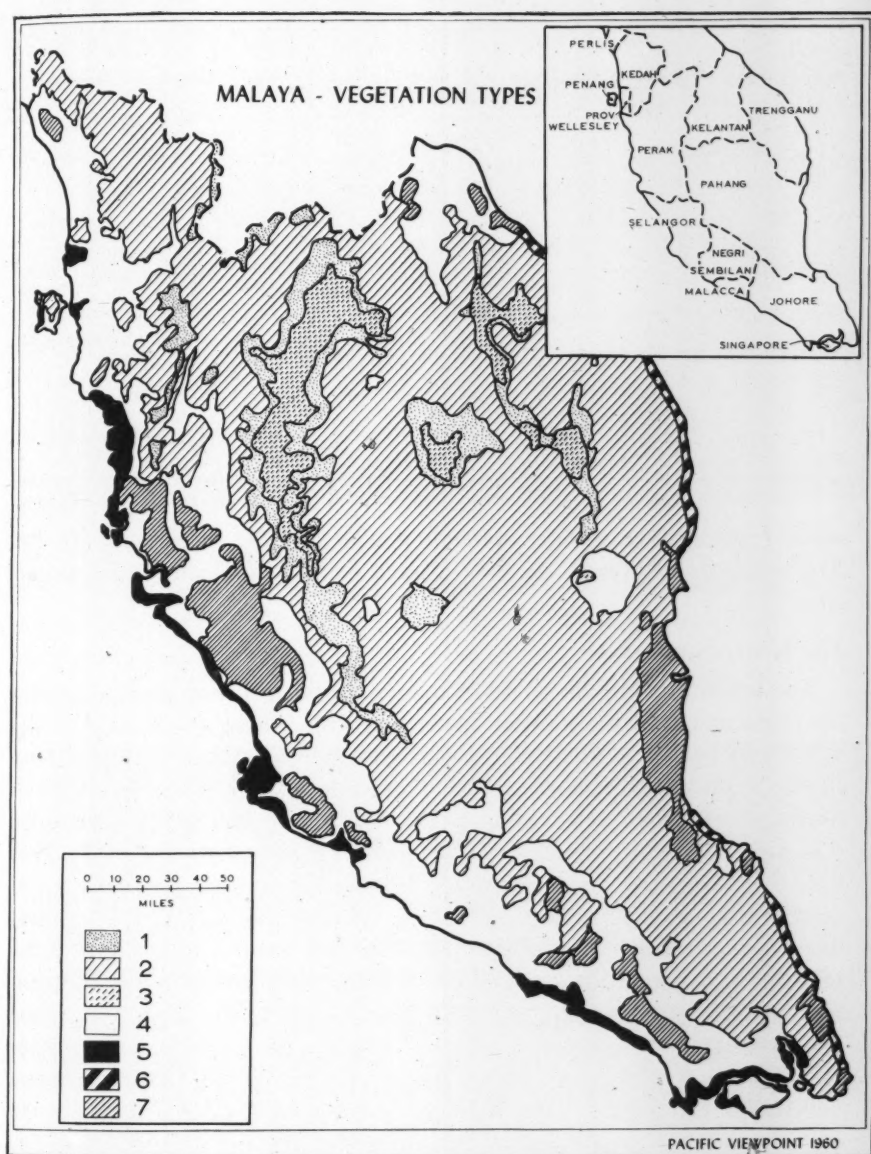 MALAYA - VEGETATION TYPES
PERLIS
KEDAH
PENANG
PROV
WELLESLEY
TRENGGANU
KELANTAN
PERAK
PAHANG
SELANGOR
NEGRI
SEMBILAN
MALACCA
JOHORE
SINGAPORE
0 10 20 30 40 50
MILES
1
2
3
4
5
6
7
PACIFIC VIEWPOINT 1960